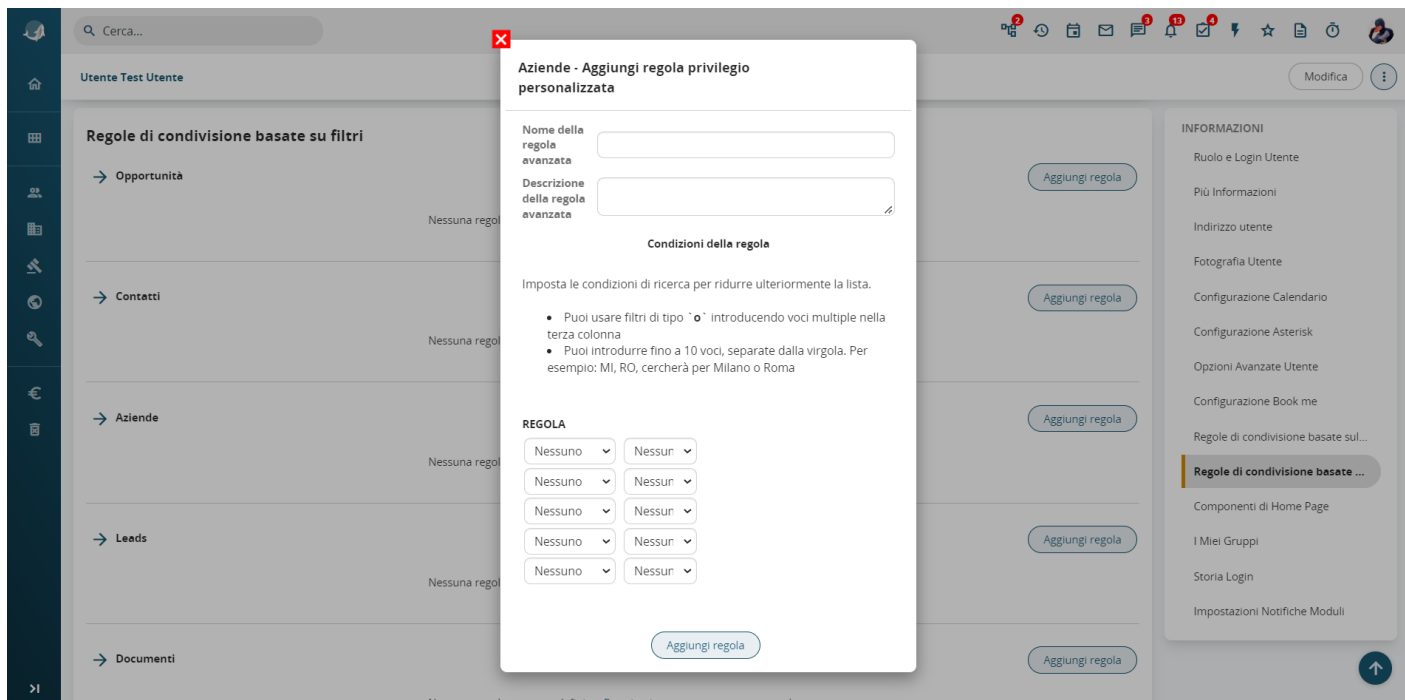 Cerca...
2
3
13
4
Utente Test Utente
Modifica
Regole di condivisione basate su filtri
Opportunità
Aggiungi regola
Nessuna regol
Contatti
Aggiungi regola
Nessuna regol
Aziende
Aggiungi regola
Nessuna regol
Leads
Aggiungi regola
Nessuna regol
Documenti
Aggiungi regola
Aziende - Aggiungi regola privilegio
personalizzata
Nome della
regola
avanzata
Descrizione
della regola
avanzata
Condizioni della regola
Imposta le condizioni di ricerca per ridurre ulteriormente la lista.
• Puoi usare filtri di tipo `o` introducendo voci multiple nella
terza colonna
• Puoi introdurre fino a 10 voci, separate dalla virgola. Per
esempio: MI, RO, cercherà per Milano o Roma
REGOLA
Nessuno Nessun
Nessuno Nessun
Nessuno Nessun
Nessuno Nessun
Nessuno Nessun
Aggiungi regola
INFORMAZIONI
Ruolo e Login Utente
Più Informazioni
Indirizzo utente
Fotografia Utente
Configurazione Calendario
Configurazione Asterisk
Opzioni Avanzate Utente
Configurazione Book me
Regole di condivisione basate sul...
Regole di condivisione basate ...
Componenti di Home Page
I Miei Gruppi
Storia Login
Impostazioni Notifiche Moduli